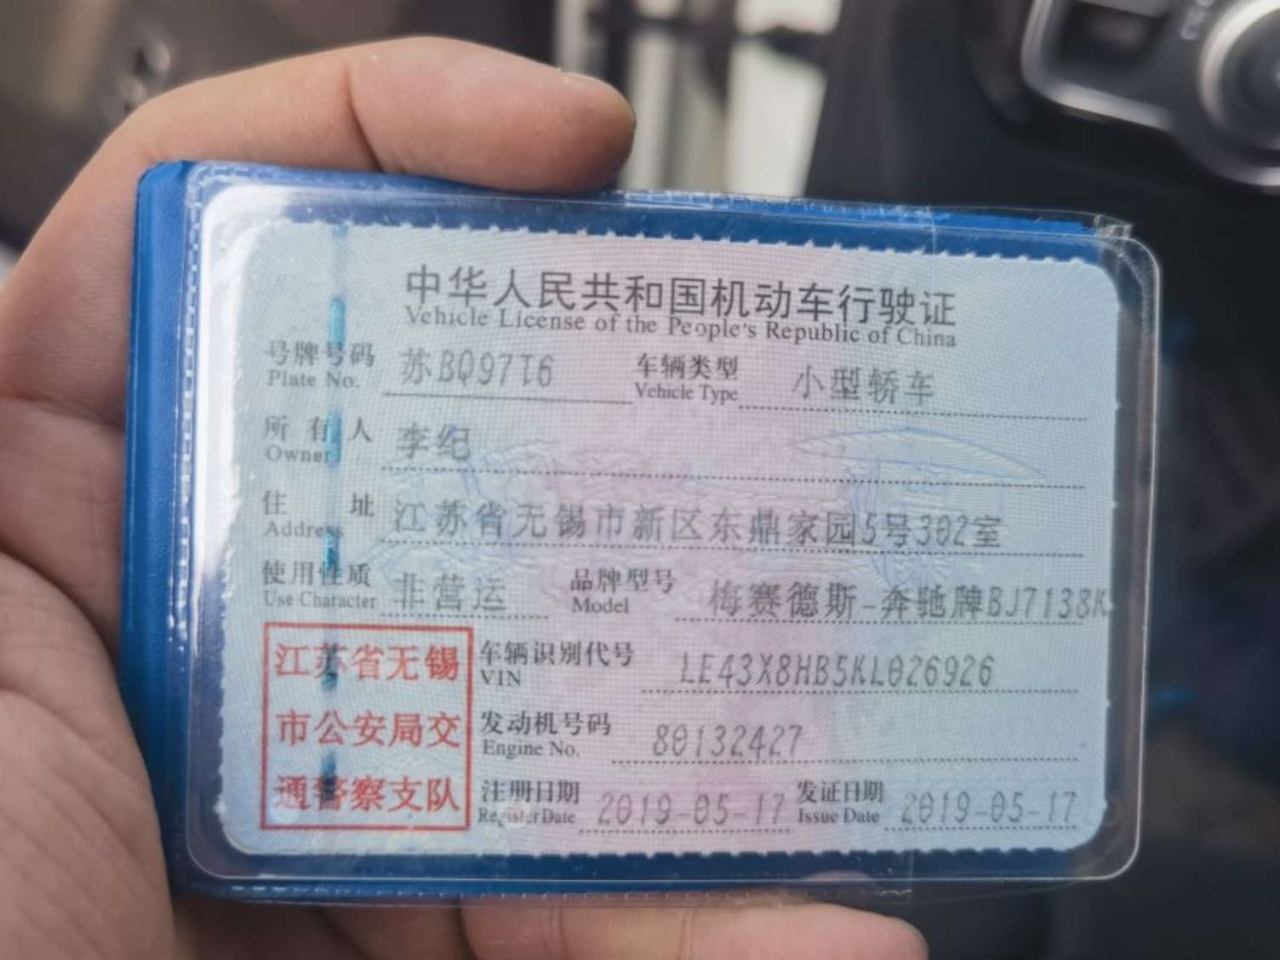 中华人民共和国机动车行驶证
Vehicle License of the People's Republic of China
号牌号码 苏BQ97T6 车辆类型 小型轿车
Plate No. Vehicle Type
所有人 李纪
Owner
住址 江苏省无锡市新区东鼎家园5号302室
Address
使用性质 非营运 品牌型号 梅赛德斯-奔驰牌BJ7138K
Use Character Model
江苏省无锡
市公安局交
通警察支队
车辆识别代号 LE43X8HB5KL026926
VIN
发动机号码 80132427
Engine No.
注册日期 2019-05-17 发证日期 2019-05-17
Register Date Issue Date